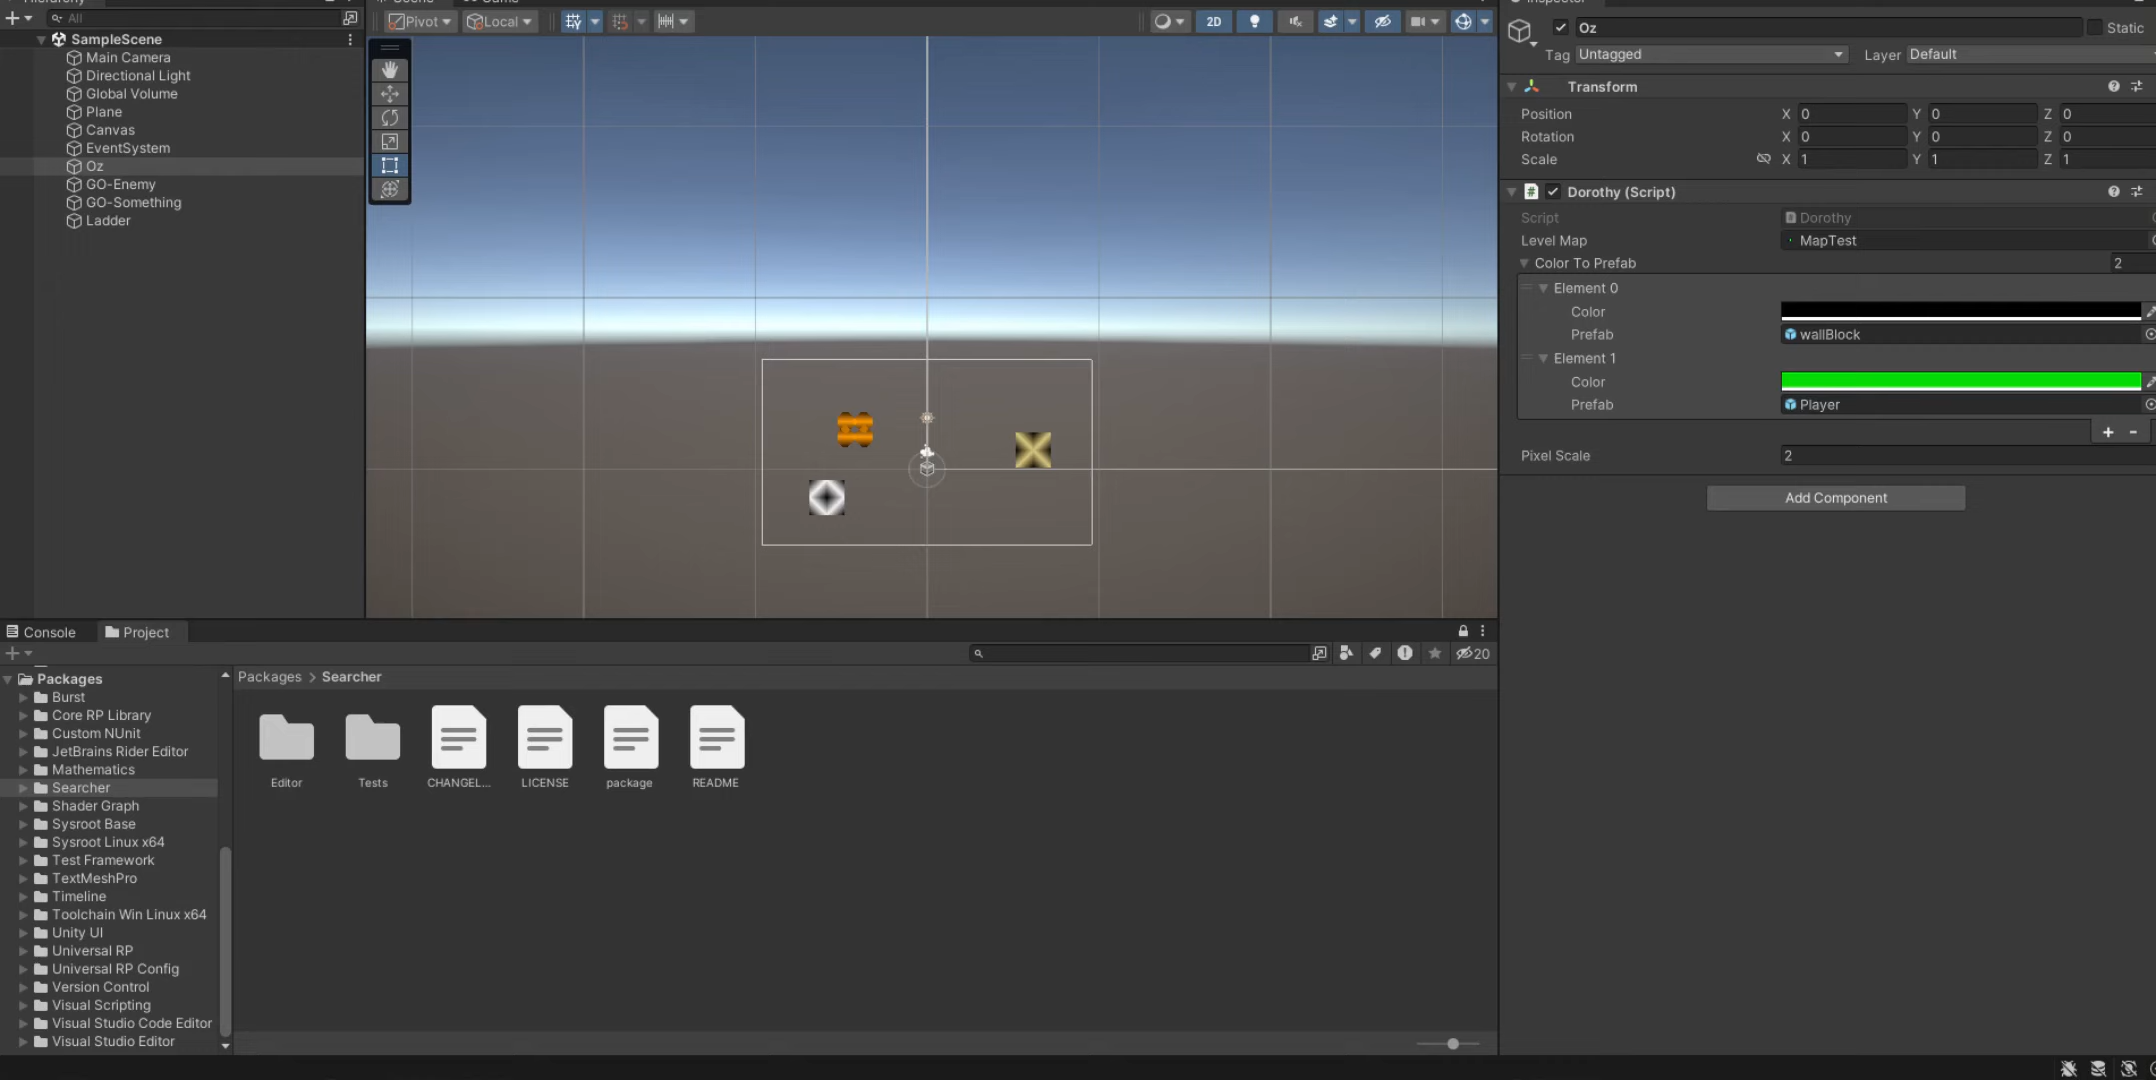 All
SampleScene
Main Camera
Directional Light
Global Volume
Plane
Canvas
EventSystem
Oz
GO-Enemy
GO-Something
Ladder
Pivot
Local
2D
Oz
Static
Tag Untagged
Layer Default
Transform
Position X 0 Y 0 Z 0
Rotation X 0 Y 0 Z 0
Scale X 1 Y 1 Z 1
Dorothy (Script)
Script Dorothy
Level Map MapTest
Color To Prefab 2
Element 0
Color
Prefab wallBlock
Element 1
Color
Prefab Player
+ -
Pixel Scale 2
Add Component
Console
Project
20
Packages
Burst
Core RP Library
Custom NUnit
JetBrains Rider Editor
Mathematics
Searcher
Shader Graph
Sysroot Base
Sysroot Linux x64
Test Framework
TextMeshPro
Timeline
Toolchain Win Linux x64
Unity UI
Universal RP
Universal RP Config
Version Control
Visual Scripting
Visual Studio Code Editor
Visual Studio Editor
Packages > Searcher
Editor
Tests
CHANGEL...
LICENSE
package
README